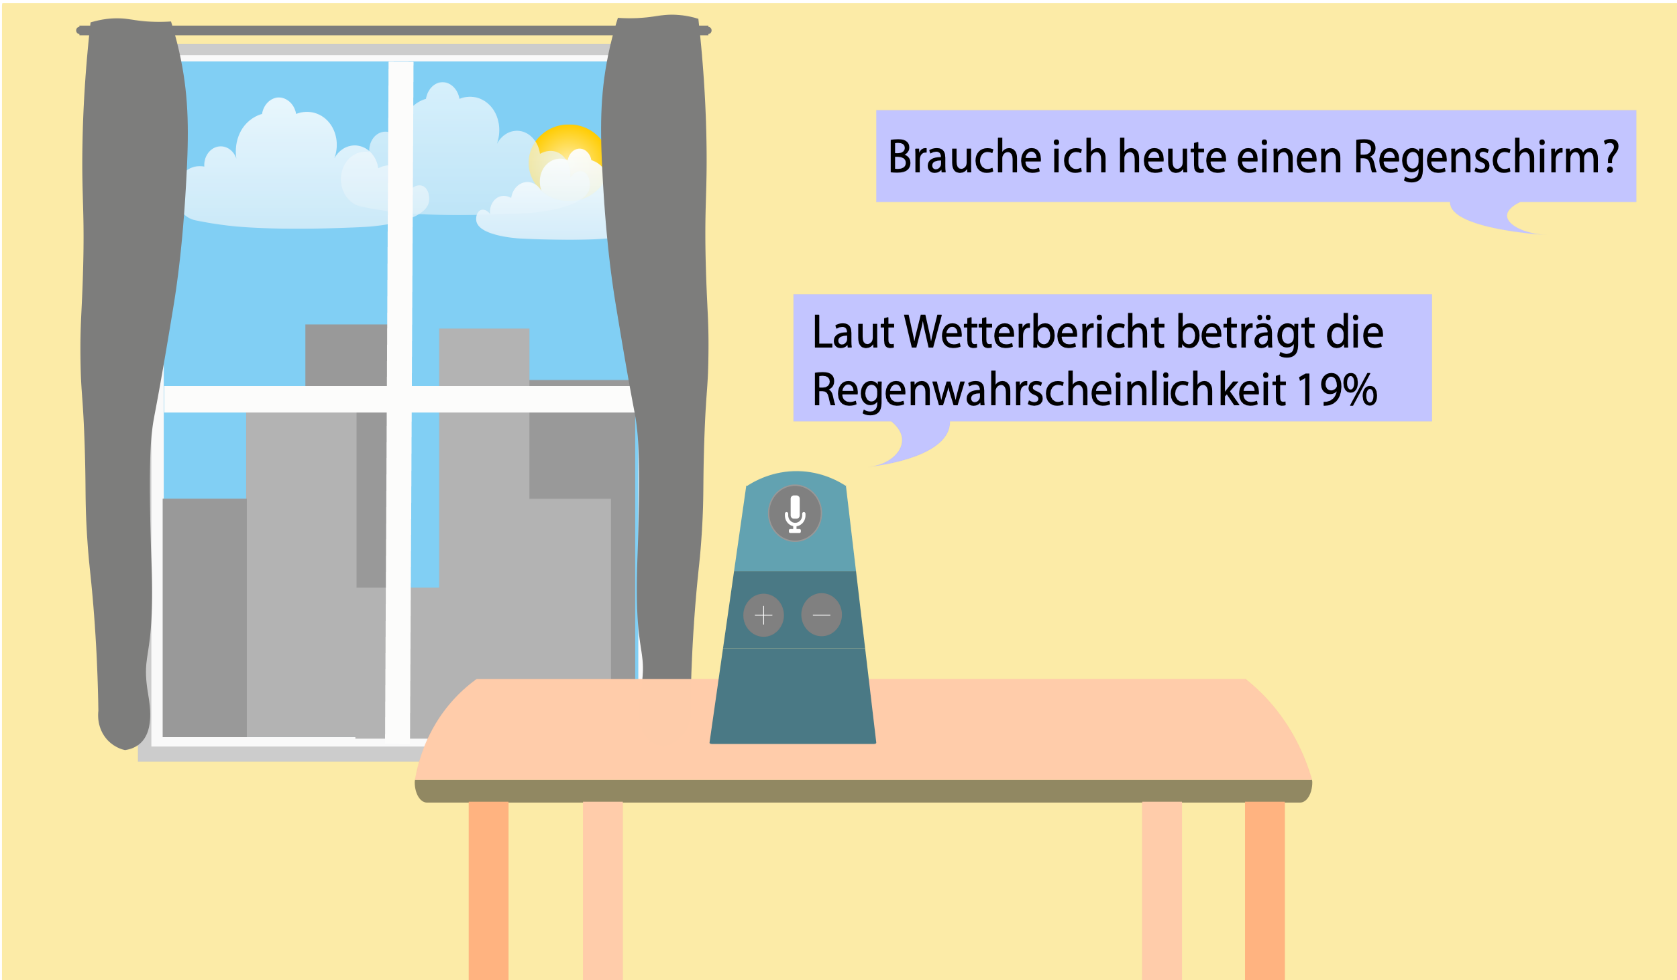 Brauche ich heute einen Regenschirm?
Laut Wetterbericht beträgt die
Regenwahrscheinlichkeit 19%